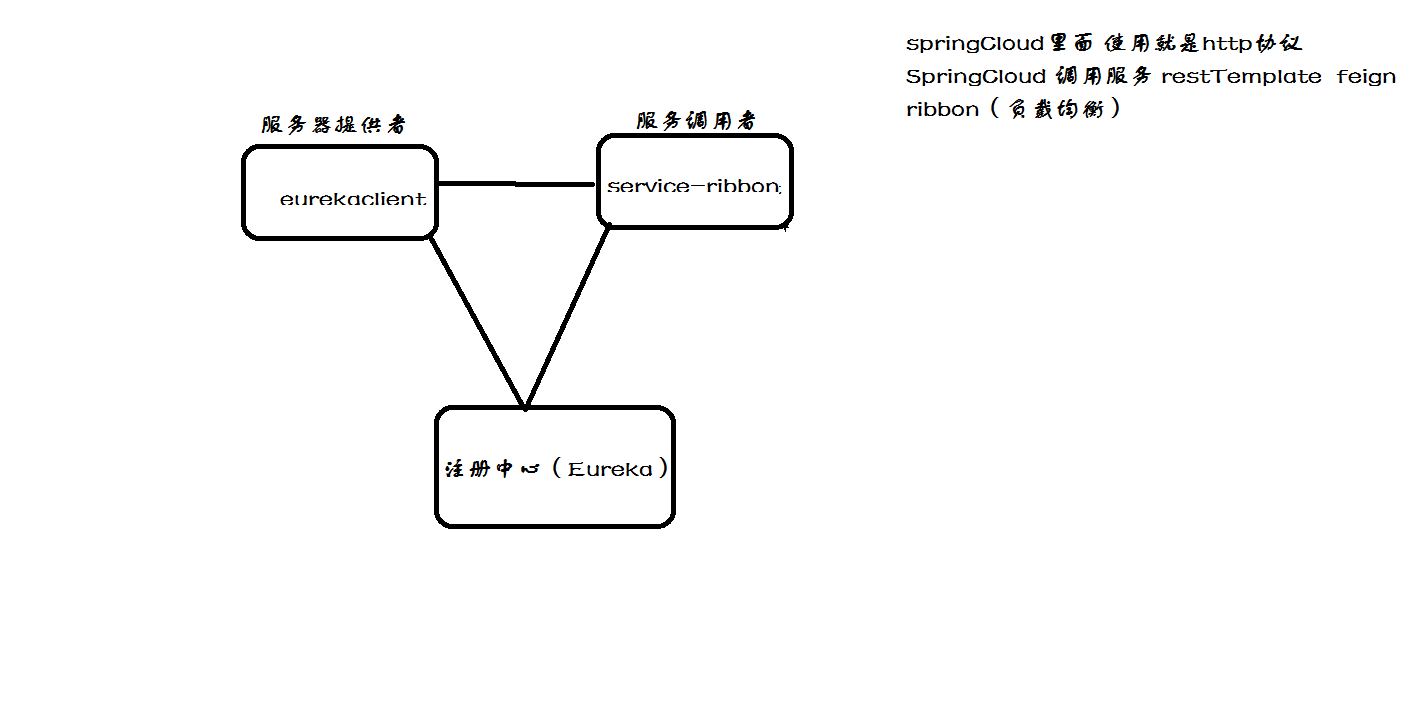 springCloud里面 使用就是http协议
SpringCloud 调用服务 restTemplate feign
ribbon（负载均衡）
服务器提供者
服务调用者
eurekaclient
service-ribbon;
注册中心（Eureka）